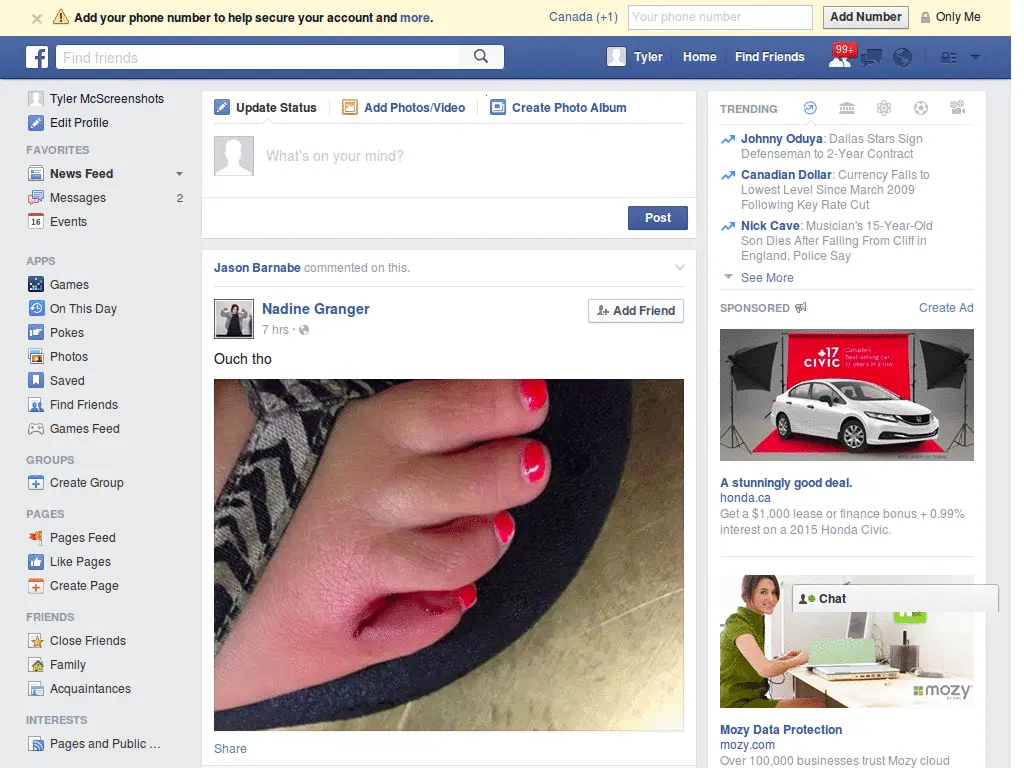 Add your phone number to help secure your account and more.
Canada (+1)
Your phone number
Add Number
Only Me
Find friends
Tyler
Home
Find Friends
99+
Tyler McScreenshots
Edit Profile
FAVORITES
News Feed
Messages 2
16 Events
APPS
Games
On This Day
Pokes
Photos
Saved
Find Friends
Games Feed
GROUPS
Create Group
PAGES
Pages Feed
Like Pages
Create Page
FRIENDS
Close Friends
Family
Acquaintances
INTERESTS
Pages and Public ...
Update Status
Add Photos/Video
Create Photo Album
What's on your mind?
Post
Jason Barnabe commented on this.
Nadine Granger
7 hrs ·
Add Friend
Ouch tho
Share
TRENDING
Johnny Oduya: Dallas Stars Sign
Defenseman to 2-Year Contract
Canadian Dollar: Currency Falls to
Lowest Level Since March 2009
Following Key Rate Cut
Nick Cave: Musician's 15-Year-Old
Son Dies After Falling From Cliff in
England, Police Say
See More
SPONSORED
Create Ad
17
CIVIC
Canada's
best-selling car
17 years in a row
A stunningly good deal.
honda.ca
Get a $1,000 lease or finance bonus + 0.99%
interest on a 2015 Honda Civic.
Chat
mozy
Mozy Data Protection
mozy.com
Over 100,000 businesses trust Mozy cloud